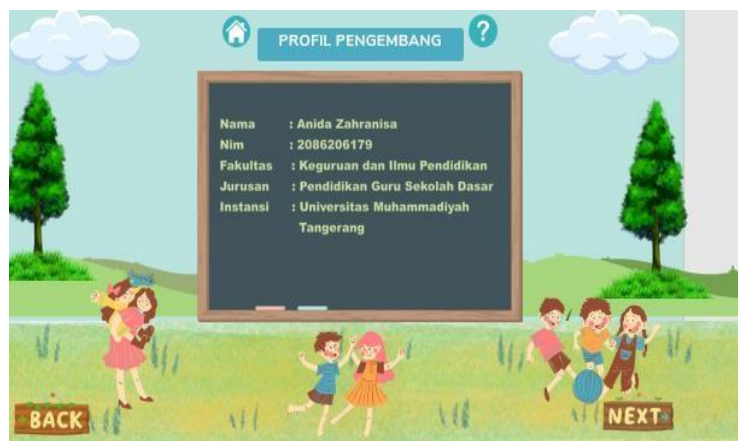 PROFIL PENGEMBANG
?
Nama : Anida Zahranisa
Nim : 2086206179
Fakultas : Keguruan dan Ilmu Pendidikan
Jurusan : Pendidikan Guru Sekolah Dasar
Instansi : Universitas Muhammadiyah
Tangerang
BACK
NEXT